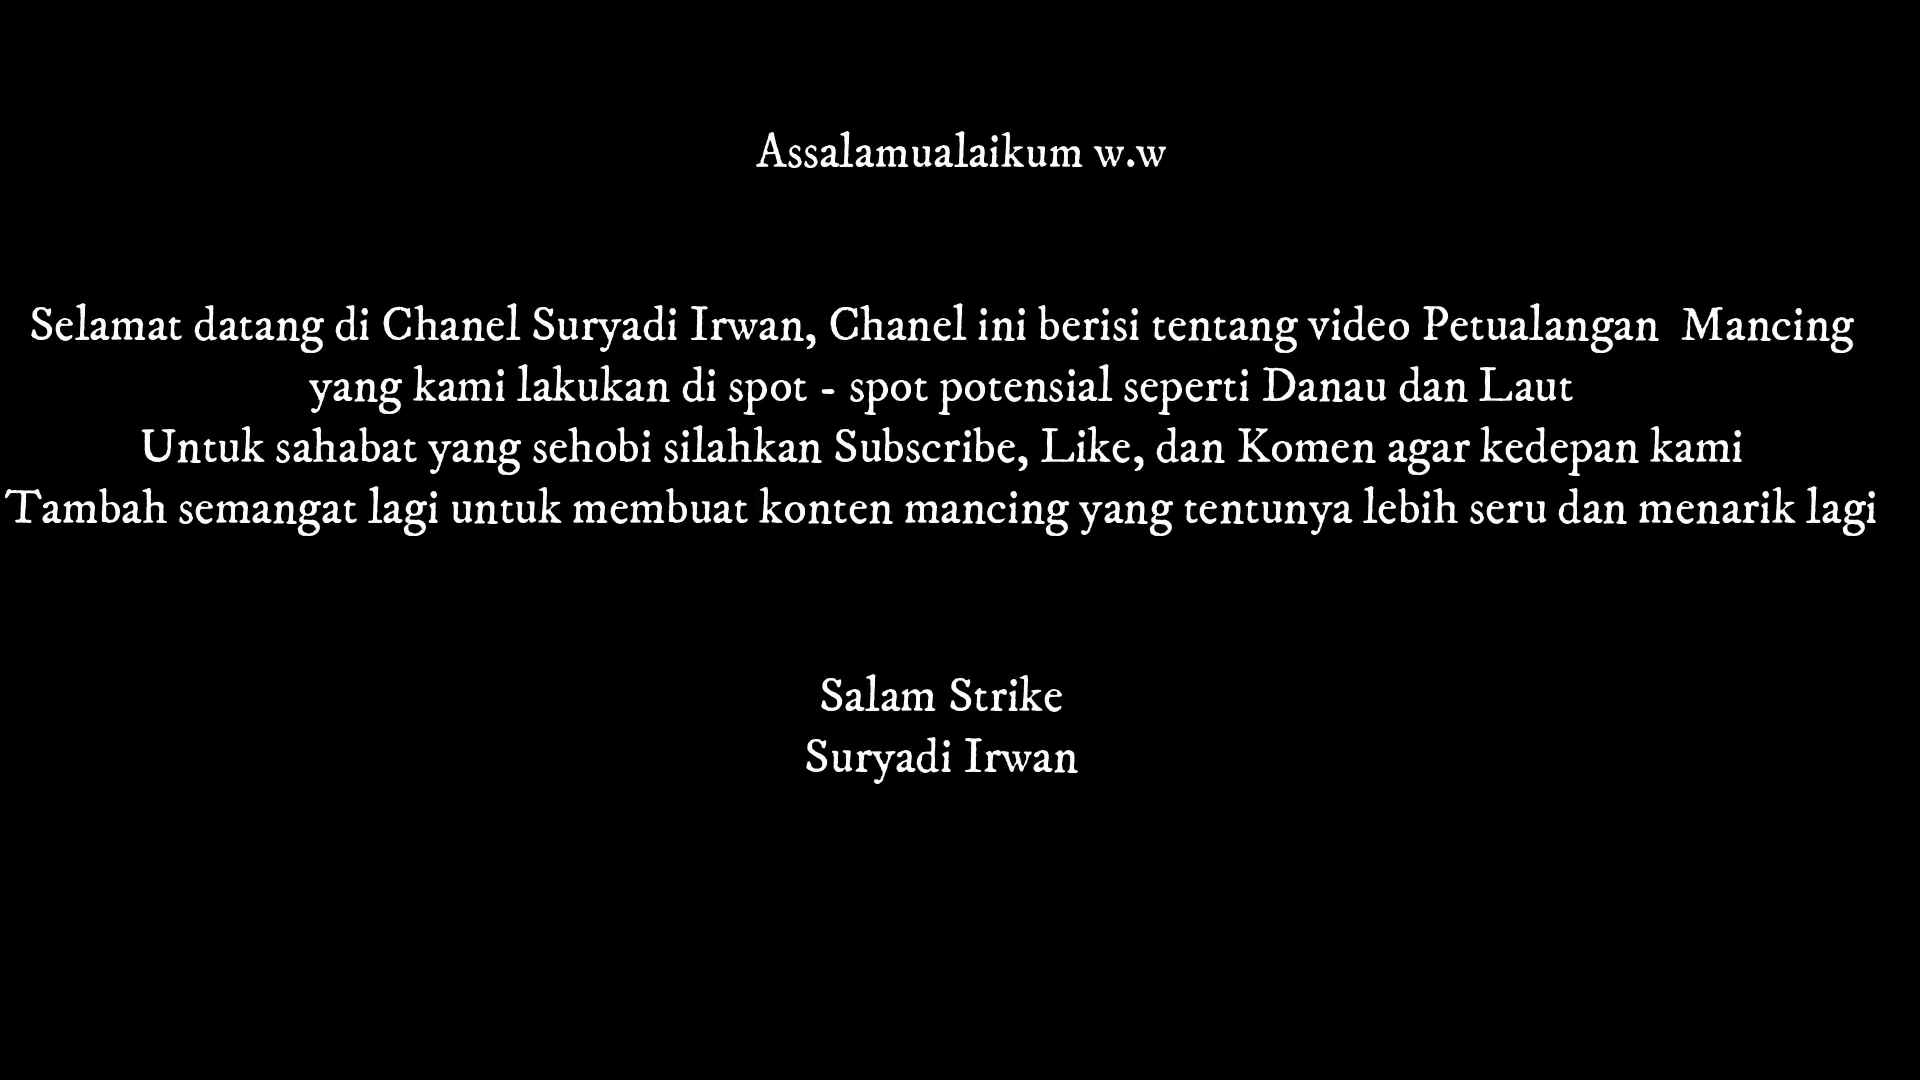 Assalamualaikum w.w
Selamat datang di Chanel Suryadi Irwan, Chanel ini berisi tentang video Petualangan  Mancing
yang kami lakukan di spot - spot potensial seperti Danau dan Laut
Untuk sahabat yang sehobi silahkan Subscribe, Like, dan Komen agar kedepan kami
Tambah semangat lagi untuk membuat konten mancing yang tentunya lebih seru dan menarik lagi
Salam Strike
Suryadi Irwan